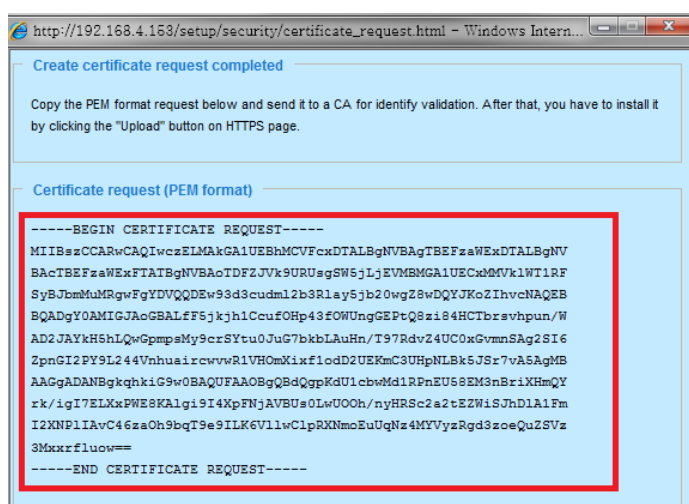 http://192.168.4.153/setup/security/certificate_request.html - Windows Intern...
Create certificate request completed
Copy the PEM format request below and send it to a CA for identify validation. After that, you have to install it
by clicking the "Upload" button on HTTPS page.
Certificate request (PEM format)
-----BEGIN CERTIFICATE REQUEST-----
MIIBszCCARwCAQIwczELMAkGA1UEBhMCVFcxDTALBgNVBAgTBEFzaWExDTALBgNV
BAcTBEFzaWExFTATBgNVBAoTDFZJVk9URUsgSW5jLjEVMBMGA1UECxMMVklWT1RF
SyBJbmMuMRgwFgYDVQQDEw93d3cudml2b3Rlay5jb20wgZ8wDQYJKoZIhvcNAQEB
BQADgY0AMIGJAoGBALfF5jkjh1CcufOHp43fOWUngGEPtQ8zi84HCTbrsvhpun/W
AD2JAYkH5hLQwGpmpsMy9crSYtu0JuG7bkbLAuHn/T97RdvZ4UC0xGvmnSAg2SI6
ZpnGI2PY9L244VnhuaircwvwR1VHOmXixf1odD2UEKmC3UHpNLBk5JSr7vA5AgMB
AAGgADANBgkqhkiG9w0BAQUFAAOBgQBdQgpKdU1cbwMd1RPnEU58EM3nBriXHmQY
rk/igI7ELXxPWE8KAlgi9I4XpFNjAVBUs0LwUOOh/nyHRSc2a2tEZWiSJhDlA1Fm
I2XNPlIAvC46zaOh9bqT9e9ILK6VllwClpRXNmoEuUqNz4MYVyzRgd3zoeQuZSVz
3Mxxrfluow==
-----END CERTIFICATE REQUEST-----